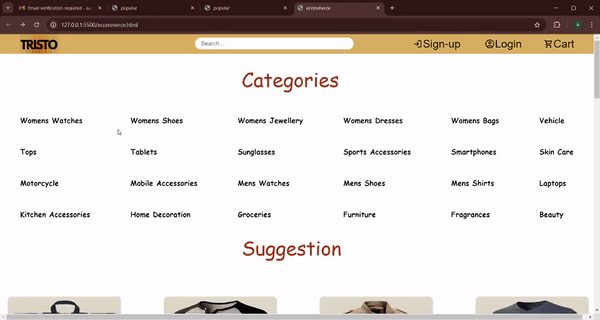 Email verification required - a
popular
popular
ecommerce
127.0.0.1:5500/ecommerce.html
TRISTO
Search...
Sign-up
Login
Cart
Categories
Womens Watches Womens Shoes Womens Jewellery Womens Dresses Womens Bags Vehicle
Tops Tablets Sunglasses Sports Accessories Smartphones Skin Care
Motorcycle Mobile Accessories Mens Watches Mens Shoes Mens Shirts Laptops
Kitchen Accessories Home Decoration Groceries Furniture Fragrances Beauty
Suggestion